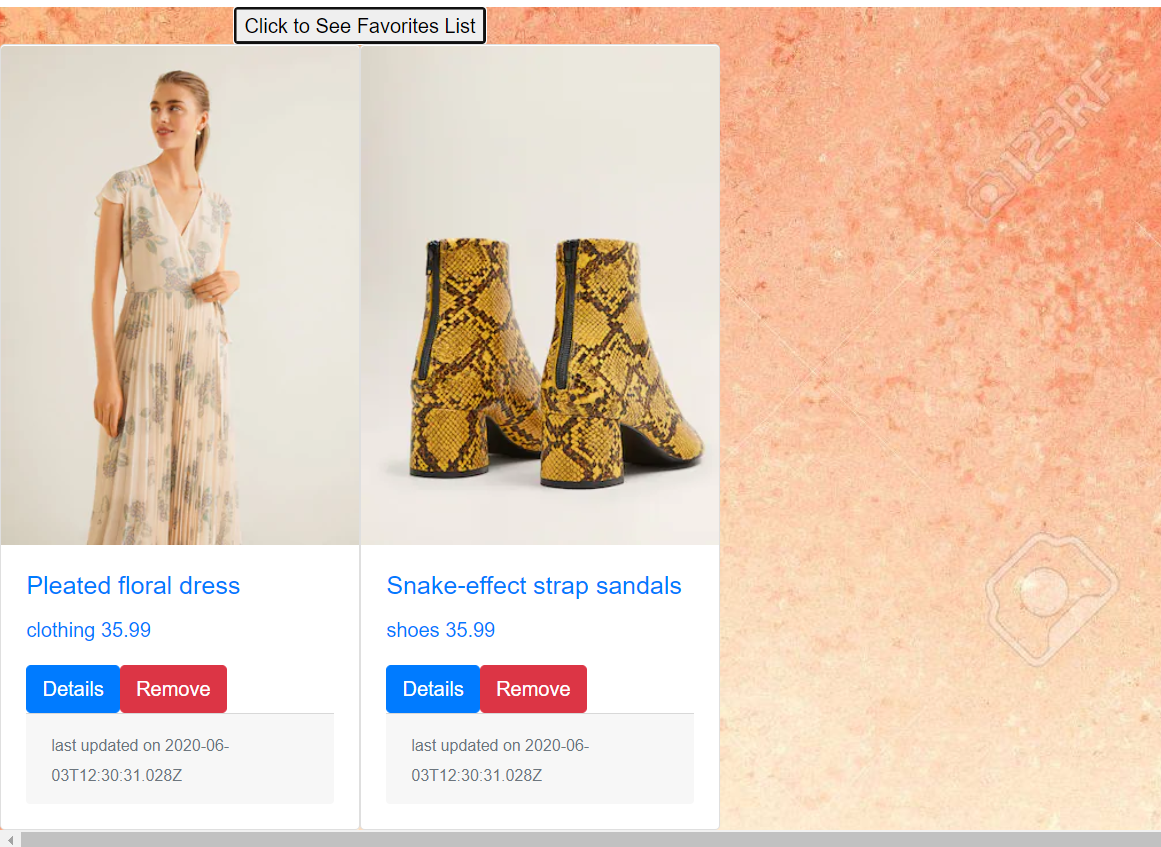 Click to See Favorites List
123RF
Pleated floral dress
clothing 35.99
Details Remove
last updated on 2020-06-
03T12:30:31.028Z
Snake-effect strap sandals
shoes 35.99
Details Remove
last updated on 2020-06-
03T12:30:31.028Z